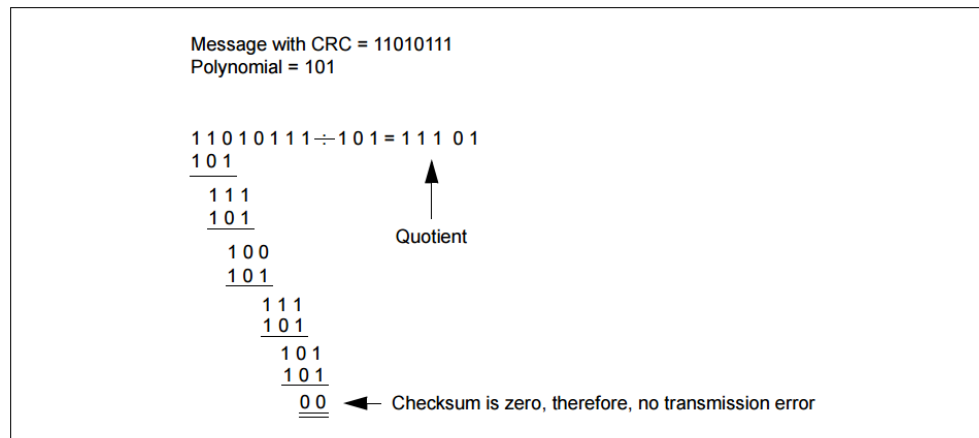 Message with CRC = 11010111
Polynomial = 101
1 1 0 1 0 1 1 1 ÷ 1 0 1 = 1 1 1 0 1
1 0 1
1 1 1
1 0 1
Quotient
1 0 0
1 0 1
1 1 1
1 0 1
1 0 1
1 0 1
0 0 Checksum is zero, therefore, no transmission error